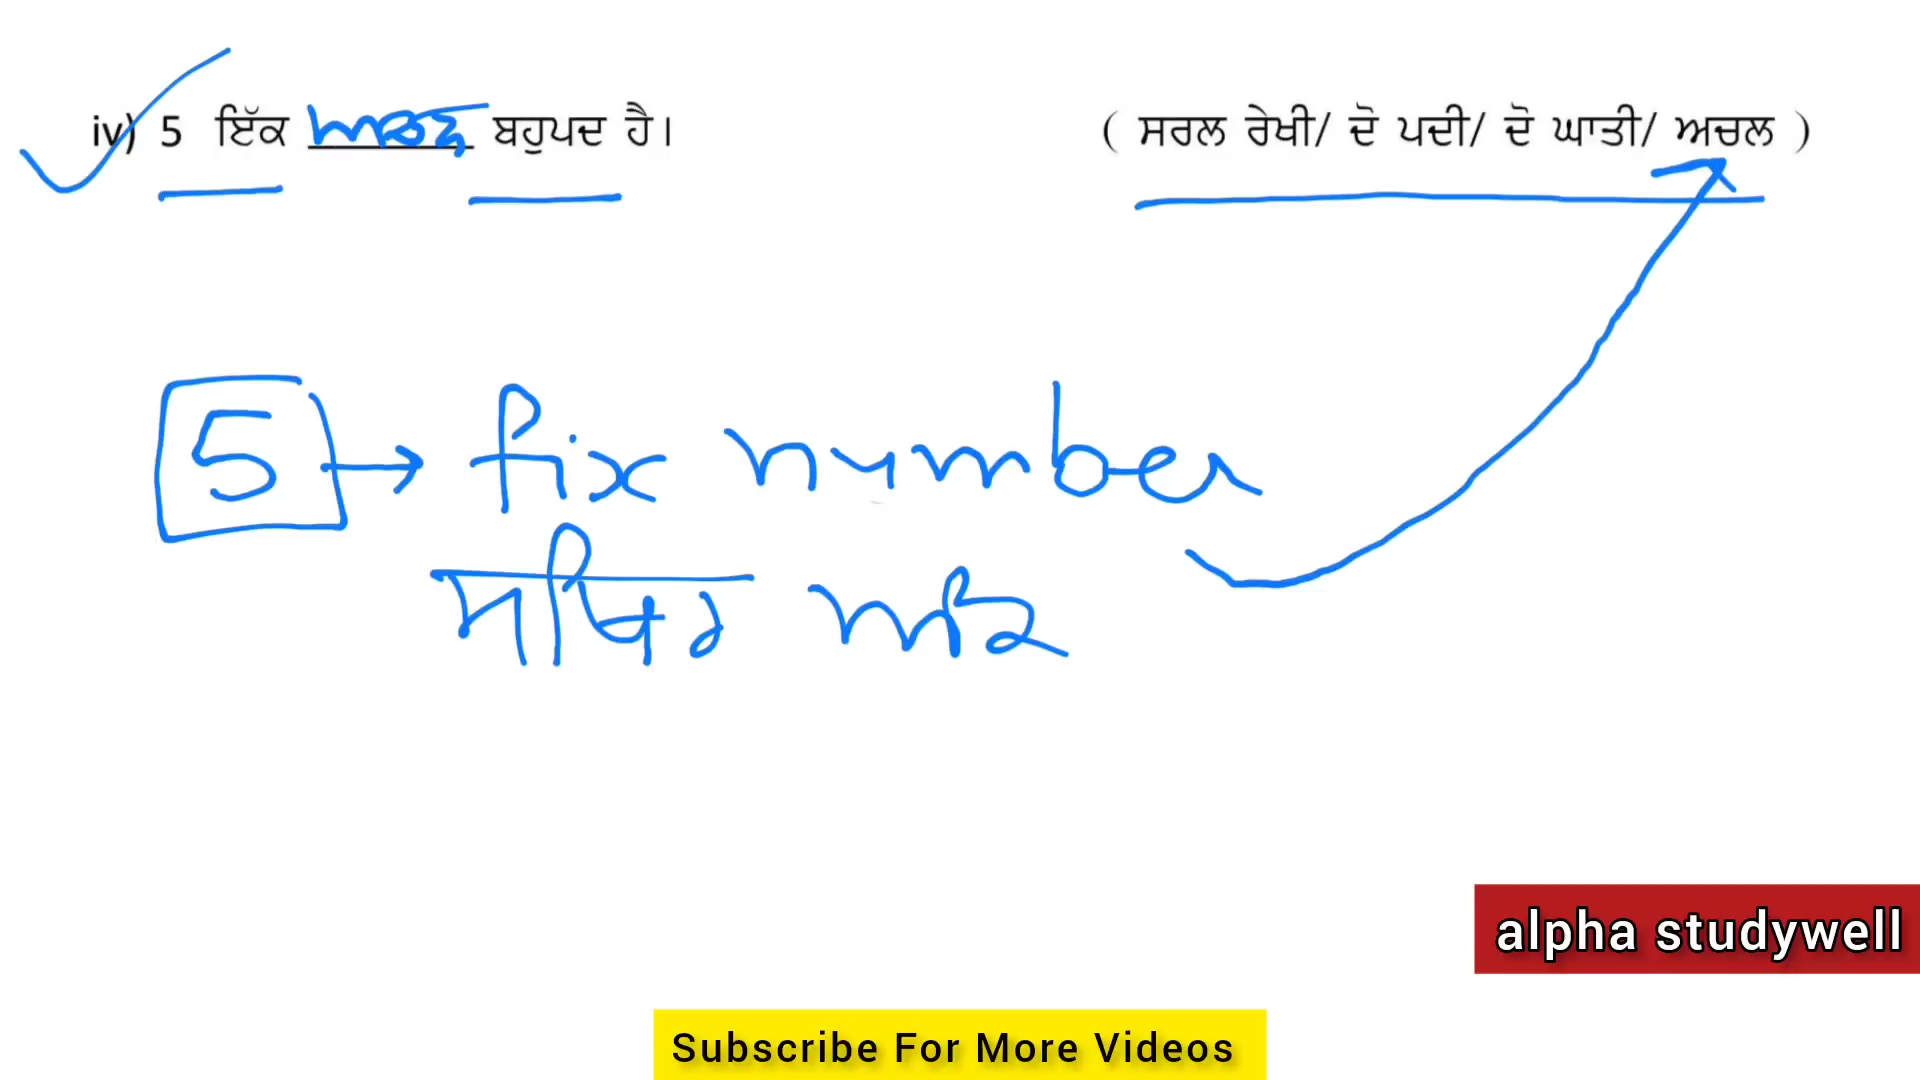 iv) 5 ਇੱਕ ਅਚਲ ਬਹੁਪਦ ਹੈ। ( ਸਰਲ ਰੇਖੀ/ ਦੋ ਪਦੀ/ ਦੋ ਘਾਤੀ/ ਅਚਲ )
5 → fix number
ਸਥਿਰ ਅੰਕ
alpha studywell
Subscribe For More Videos